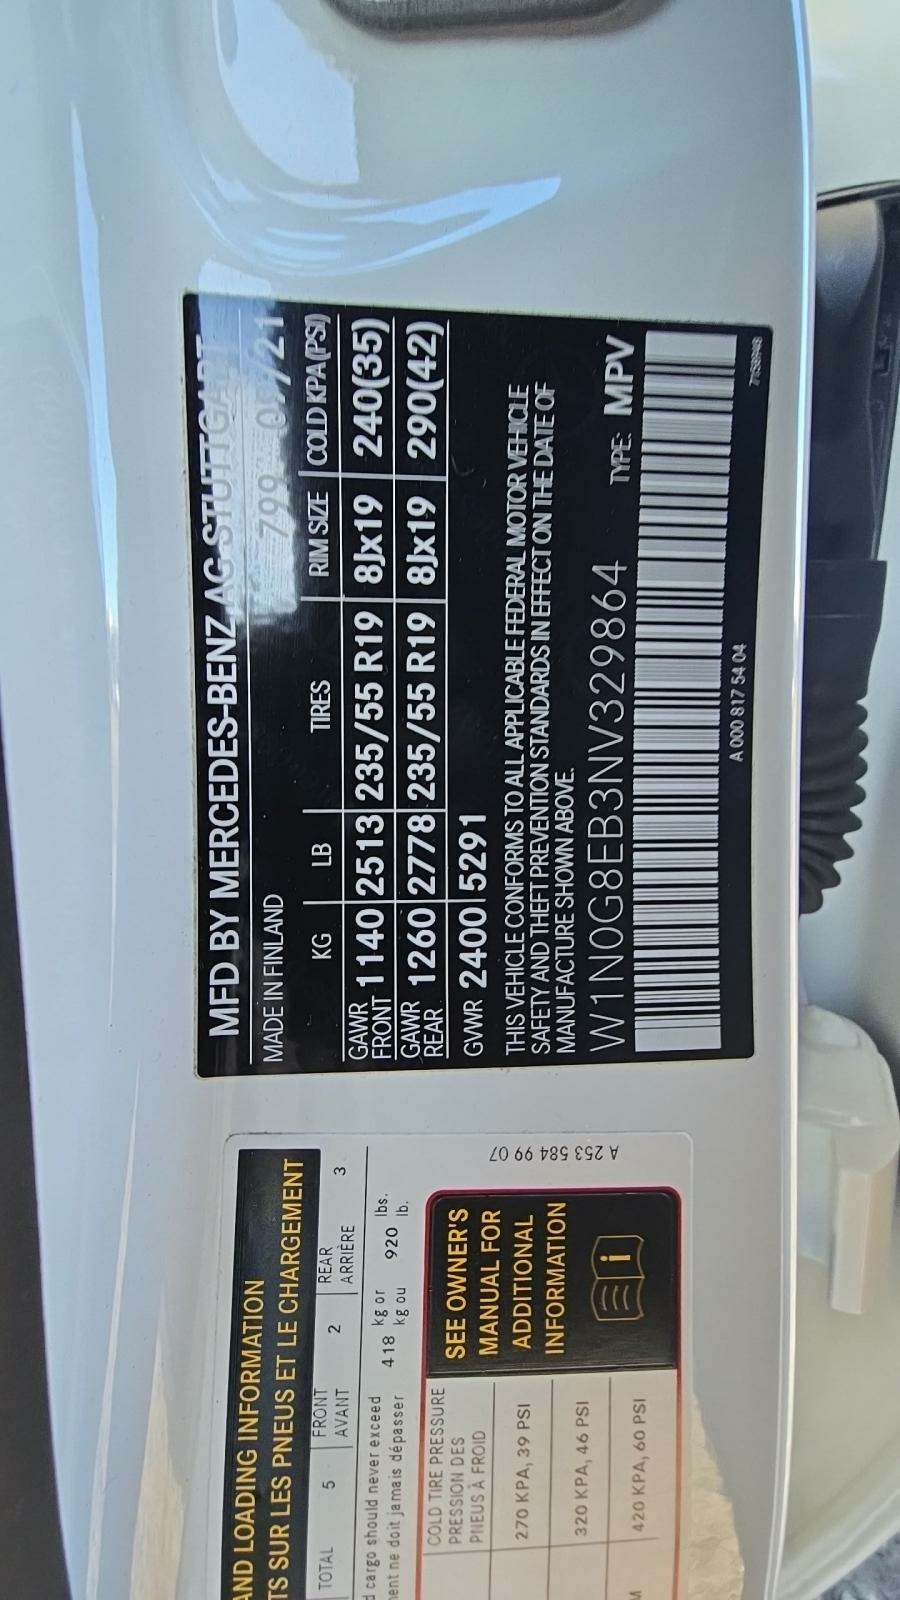 MFD BY MERCEDES-BENZ AG STUTTGART
MADE IN FINLAND 799 /21
KG LB TIRES RIM SIZE COLD KPA (PSI)
GAWR FRONT 1140 2513 235/55 R19 8Jx19 240(35)
GAWR REAR 1260 2778 235/55 R19 8Jx19 290(42)
GVWR 2400 5291
THIS VEHICLE CONFORMS TO ALL APPLICABLE FEDERAL MOTOR VEHICLE
SAFETY AND THEFT PREVENTION STANDARDS IN EFFECT ON THE DATE OF
MANUFACTURE SHOWN ABOVE.
W1N0G8EB3NV329864 TYPE: MPV
A 000 817 54 04
AND LOADING INFORMATION
TS SUR LES PNEUS ET LE CHARGEMENT
TOTAL 5 FRONT AVANT 2 REAR ARRIÈRE 3
d cargo should never exceed 418 kg or 920 lbs.
ment ne doit jamais dépasser kg ou lb.
COLD TIRE PRESSURE
PRESSION DES
PNEUS À FROID
270 KPA, 39 PSI
320 KPA, 46 PSI
M 420 KPA, 60 PSI
SEE OWNER'S
MANUAL FOR
ADDITIONAL
INFORMATION
i
A 253 584 99 07